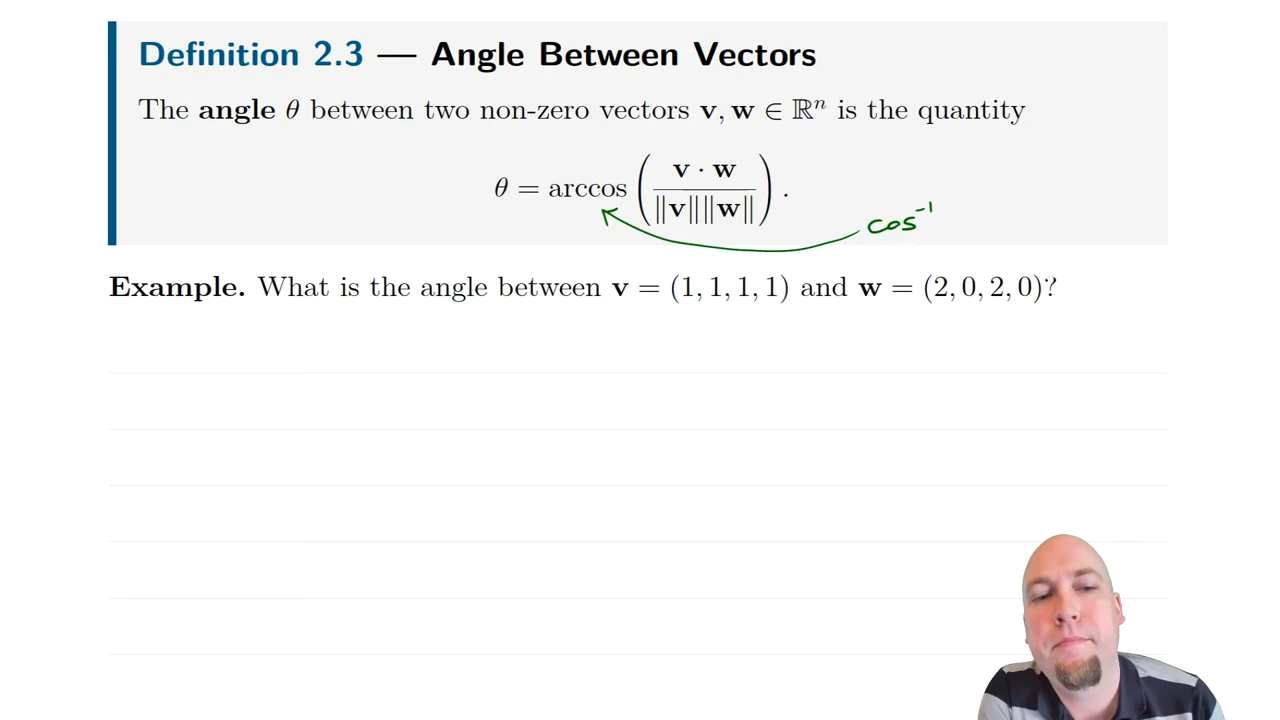 Definition 2.3 — Angle Between Vectors
The angle θ between two non-zero vectors v, w ∈ ℝⁿ is the quantity
θ = arccos ( v · w / ‖v‖‖w‖ ) .
cos⁻¹
Example. What is the angle between v = (1, 1, 1, 1) and w = (2, 0, 2, 0)?